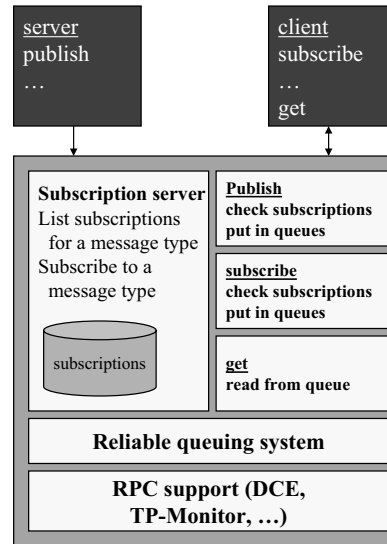 server
publish
…
client
subscribe
…
get
Subscription server
List subscriptions
for a message type
Subscribe to a
message type
subscriptions
Publish
check subscriptions
put in queues
subscribe
check subscriptions
put in queues
get
read from queue
Reliable queuing system
RPC support (DCE,
TP-Monitor, …)